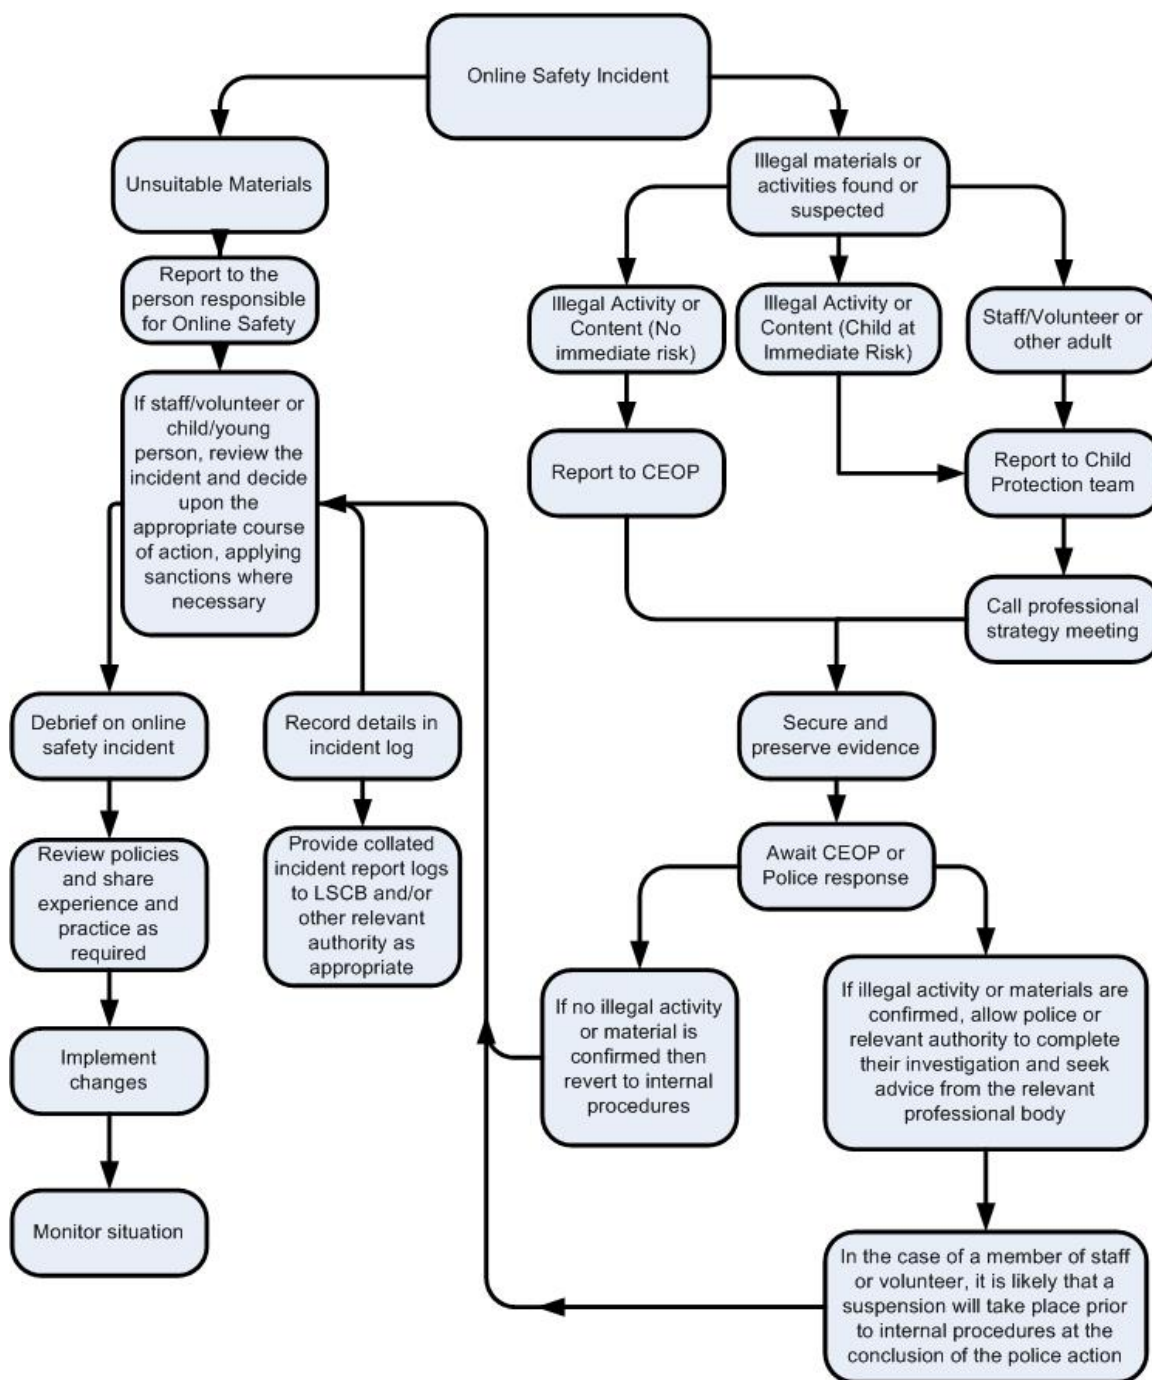 Online Safety Incident
Unsuitable Materials
Illegal materials or
activities found or
suspected
Report to the
person responsible
for Online Safety
Illegal Activity or
Content (No
immediate risk)
Illegal Activity or
Content (Child at
Immediate Risk)
Staff/Volunteer or
other adult
If staff/volunteer or
child/young
person, review the
incident and decide
upon the
appropriate course
of action, applying
sanctions where
necessary
Report to CEOP
Report to Child
Protection team
Call professional
strategy meeting
Debrief on online
safety incident
Record details in
incident log
Secure and
preserve evidence
Review policies
and share
experience and
practice as
required
Provide collated
incident report logs
to LSCB and/or
other relevant
authority as
appropriate
Await CEOP or
Police response
If no illegal activity
or material is
confirmed then
revert to internal
procedures
If illegal activity or materials are
confirmed, allow police or
relevant authority to complete
their investigation and seek
advice from the relevant
professional body
Implement
changes
Monitor situation
In the case of a member of staff
or volunteer, it is likely that a
suspension will take place prior
to internal procedures at the
conclusion of the police action